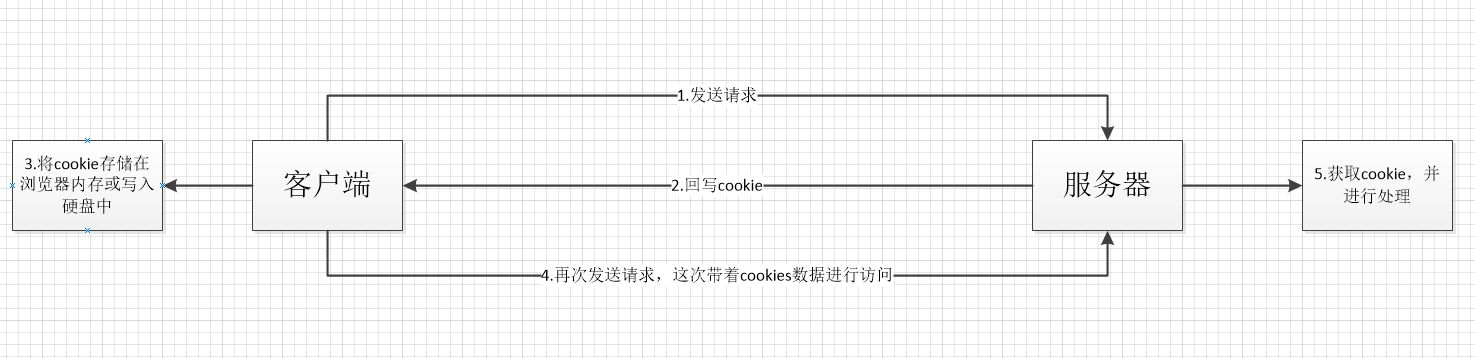 1.发送请求
3.将cookie存储在
浏览器内存或写入
硬盘中
客户端
2.回写cookie
服务器
5.获取cookie，并
进行处理
4.再次发送请求，这次带着cookies数据进行访问